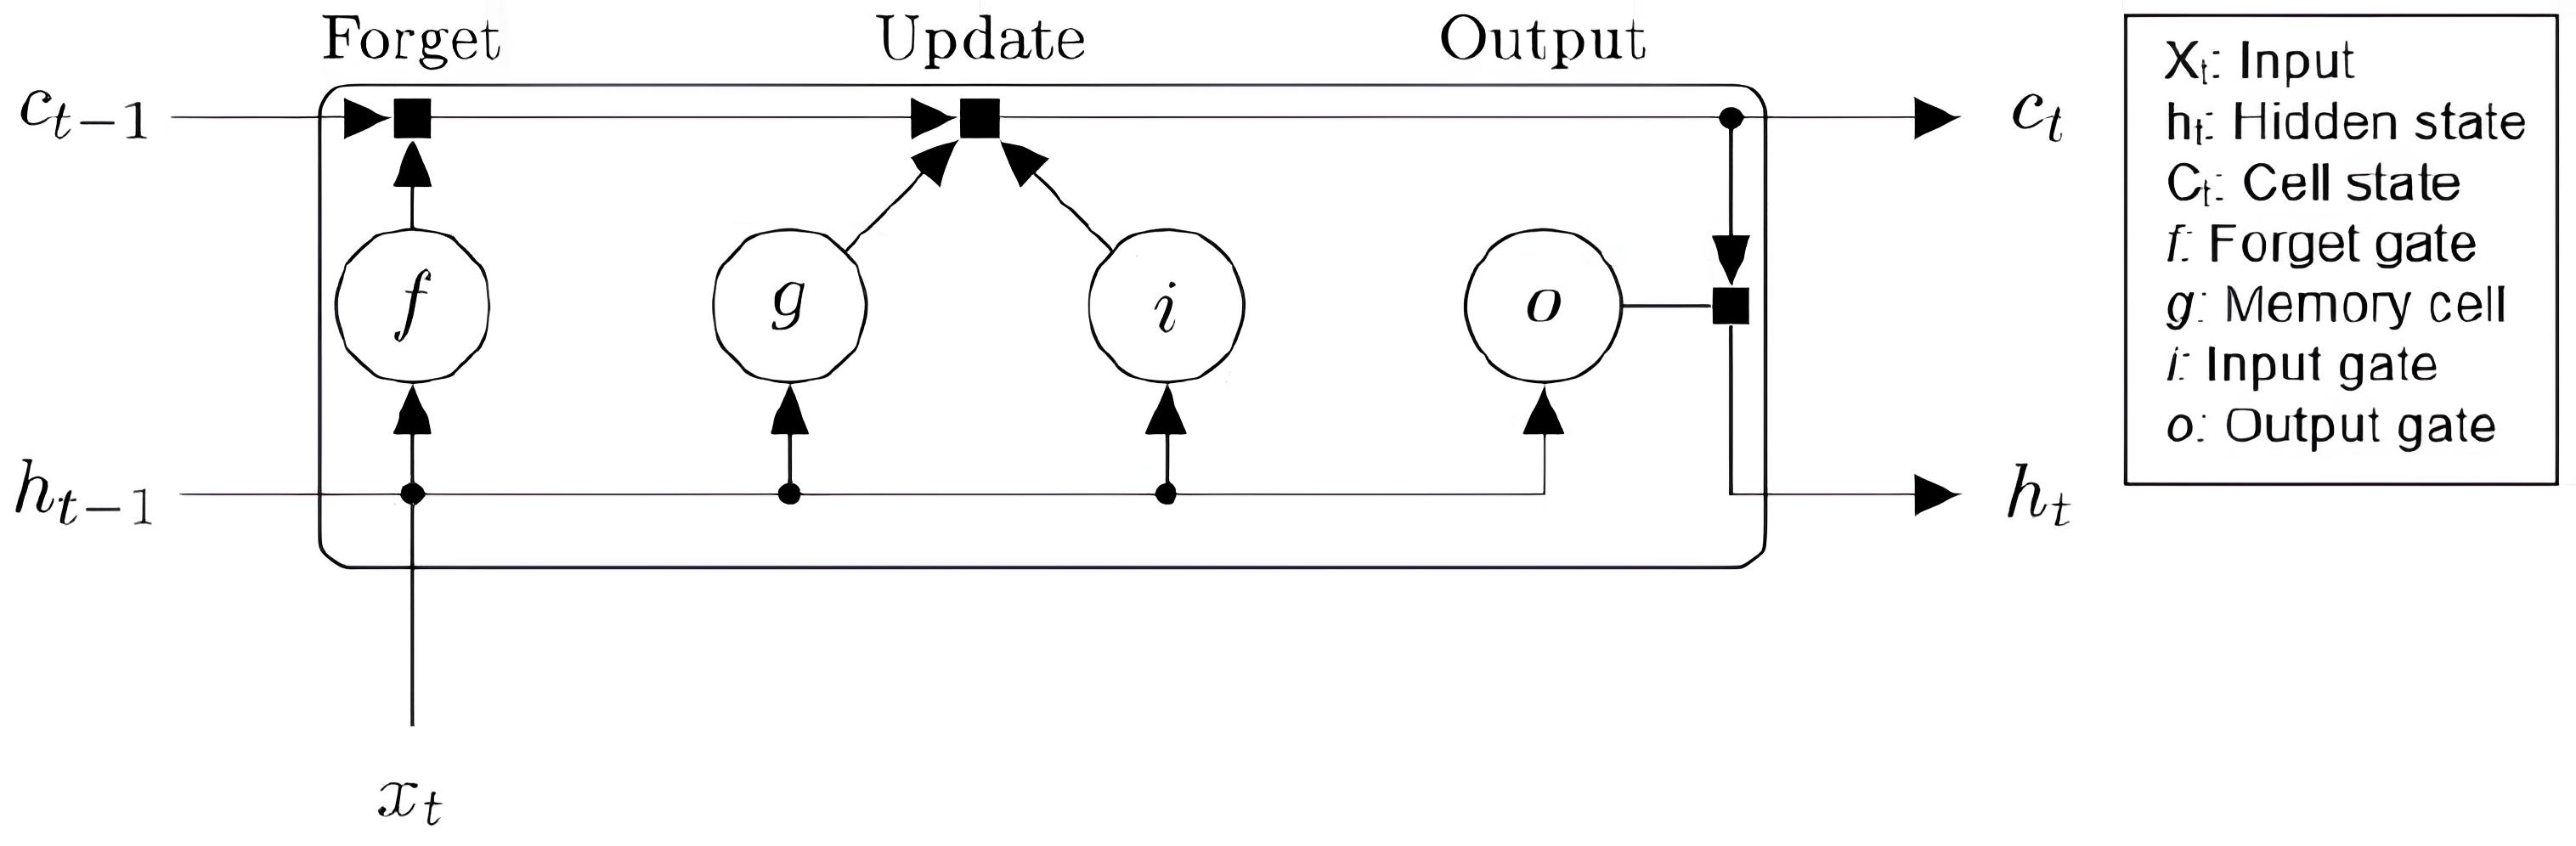 Forget Update Output
c_{t-1} c_t
f g i o
h_{t-1} h_t
x_t
X_t: Input
h_t: Hidden state
C_t: Cell state
f: Forget gate
g: Memory cell
i: Input gate
o: Output gate